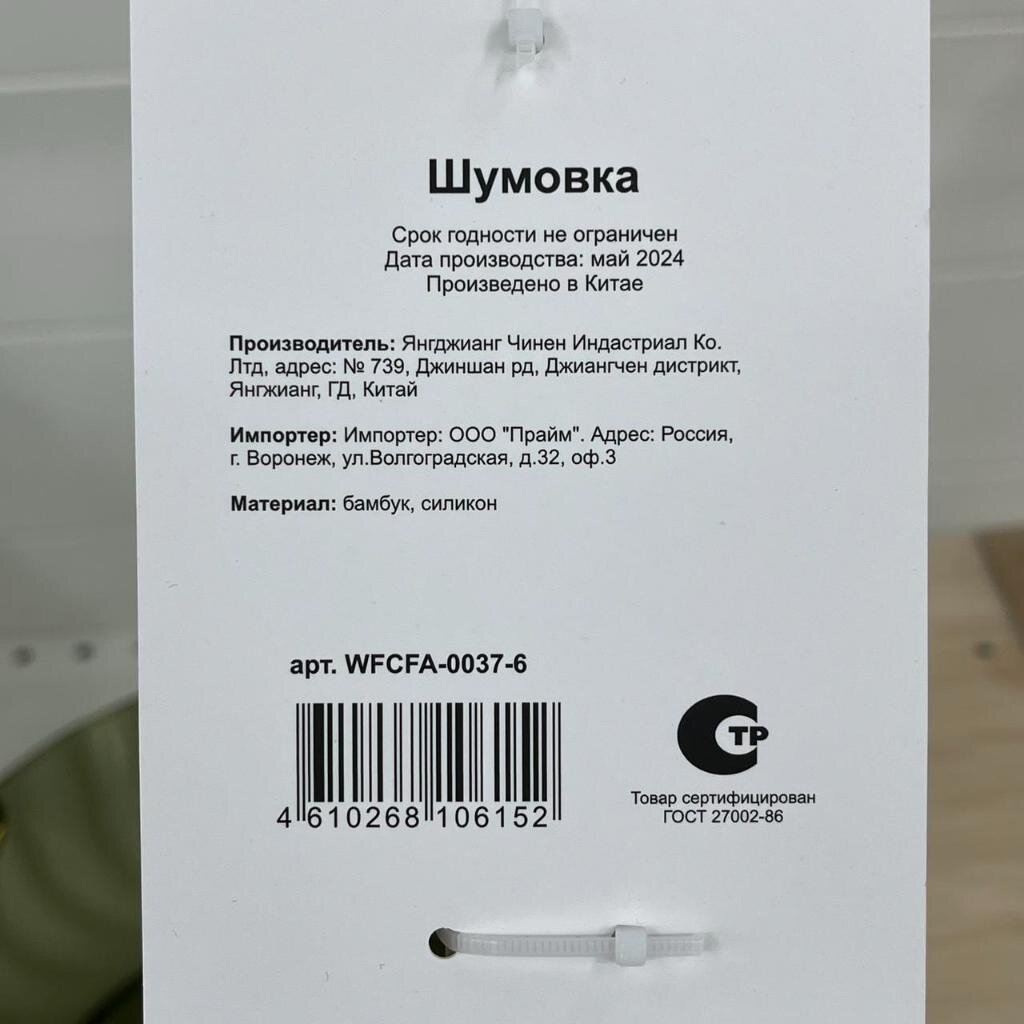 Шумовка
Срок годности не ограничен
Дата производства: май 2024
Произведено в Китае
Производитель: Янгджианг Чинен Индастриал Ко.
Лтд, адрес: № 739, Джиншан рд, Джиангчен дистрикт,
Янгжианг, ГД, Китай
Импортер: Импортер: ООО "Прайм". Адрес: Россия,
г. Воронеж, ул.Волгоградская, д.32, оф.3
Материал: бамбук, силикон
арт. WFCFA-0037-6
4 610268 106152
СТР
Товар сертифицирован
ГОСТ 27002-86